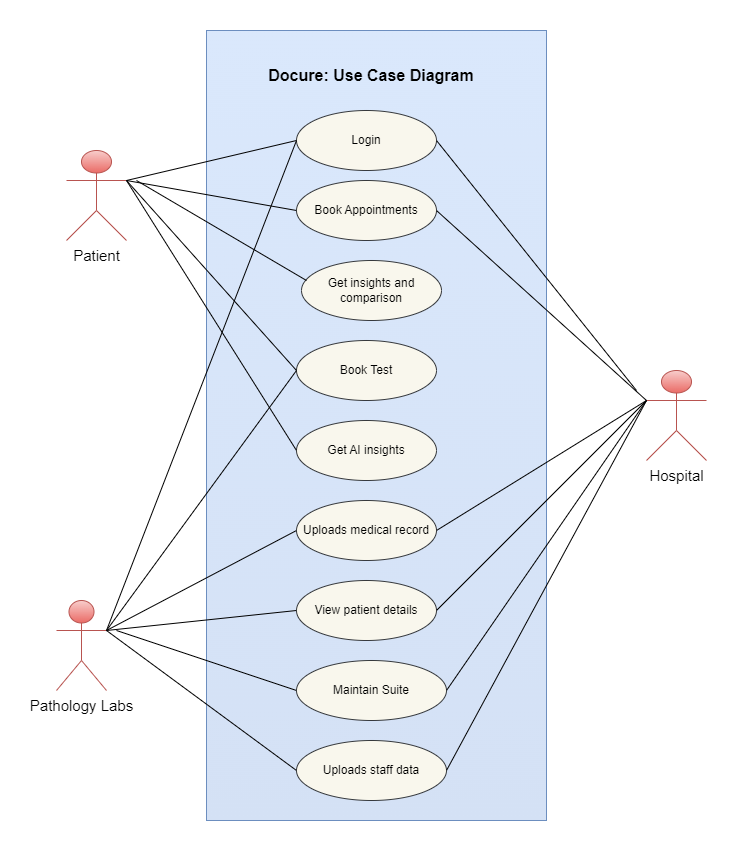 Docure: Use Case Diagram
Login
Book Appointments
Patient
Get insights and
comparison
Book Test
Get AI insights
Hospital
Uploads medical record
View patient details
Maintain Suite
Pathology Labs
Uploads staff data